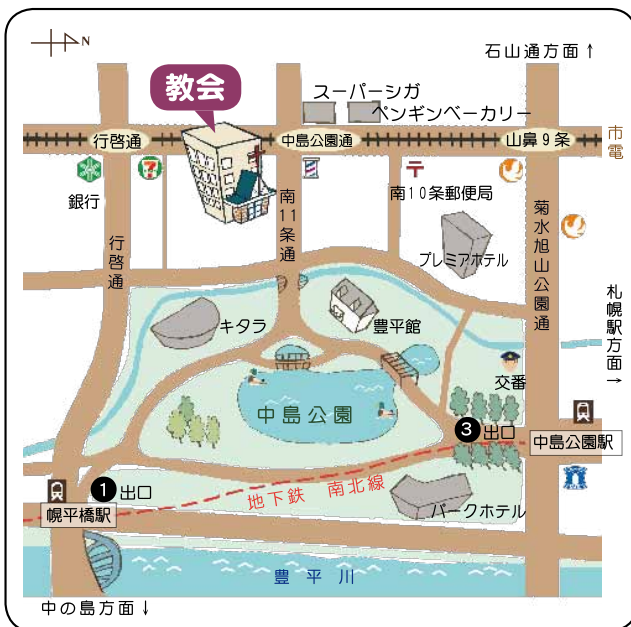 N
石山通方面↑
教会
スーパーシガ
ペンギンベーカリー
行啓通
中島公園通
山鼻9条
市電
銀行
7
南10条郵便局
南11条通
行啓通
菊水旭山公園通
プレミアホテル
札幌駅方面→
キタラ
豊平館
交番
中島公園
3出口
中島公園駅
1出口
地下鉄 南北線
幌平橋駅
パークホテル
豊平川
中の島方面↓